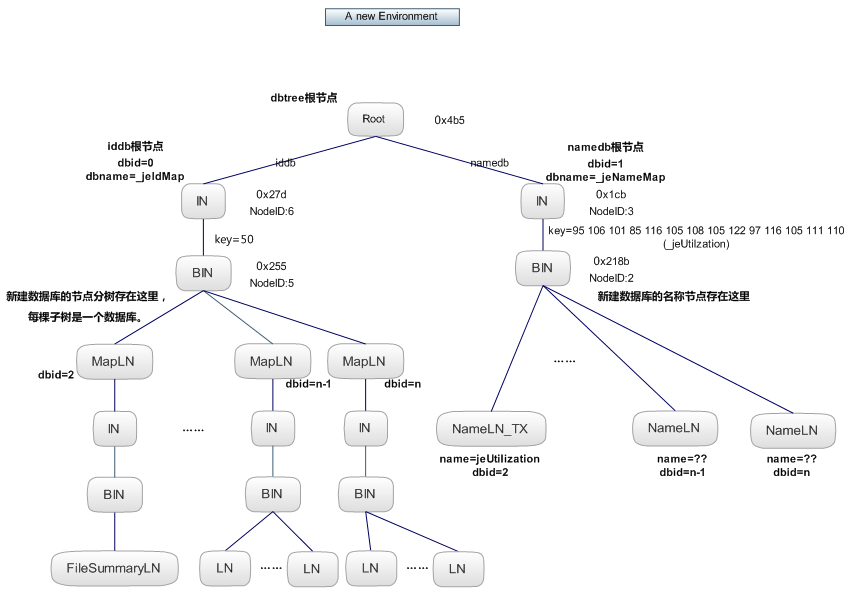 A new Environment
dbtree根节点
Root
0x4b5
iddb根节点
dbid=0
dbname=_jeIdMap
iddb
namedb
namedb根节点
dbid=1
dbname=_jeNameMap
IN
0x27d
NodeID:6
IN
0x1cb
NodeID:3
key=50
key=95 106 101 85 116 105 108 105 122 97 116 105 111 110
(_jeUtilzation)
BIN
0x255
NodeID:5
BIN
0x218b
NodeID:2
新建数据库的节点分树存在这里，
每棵子树是一个数据库。
新建数据库的名称节点存在这里
MapLN
dbid=2
MapLN
dbid=n-1
MapLN
dbid=n
……
IN
……
IN
IN
NameLN_TX
name=jeUtilization
dbid=2
NameLN
name=??
dbid=n-1
NameLN
name=??
dbid=n
BIN
BIN
BIN
FileSummaryLN
LN
……
LN
LN
……
LN